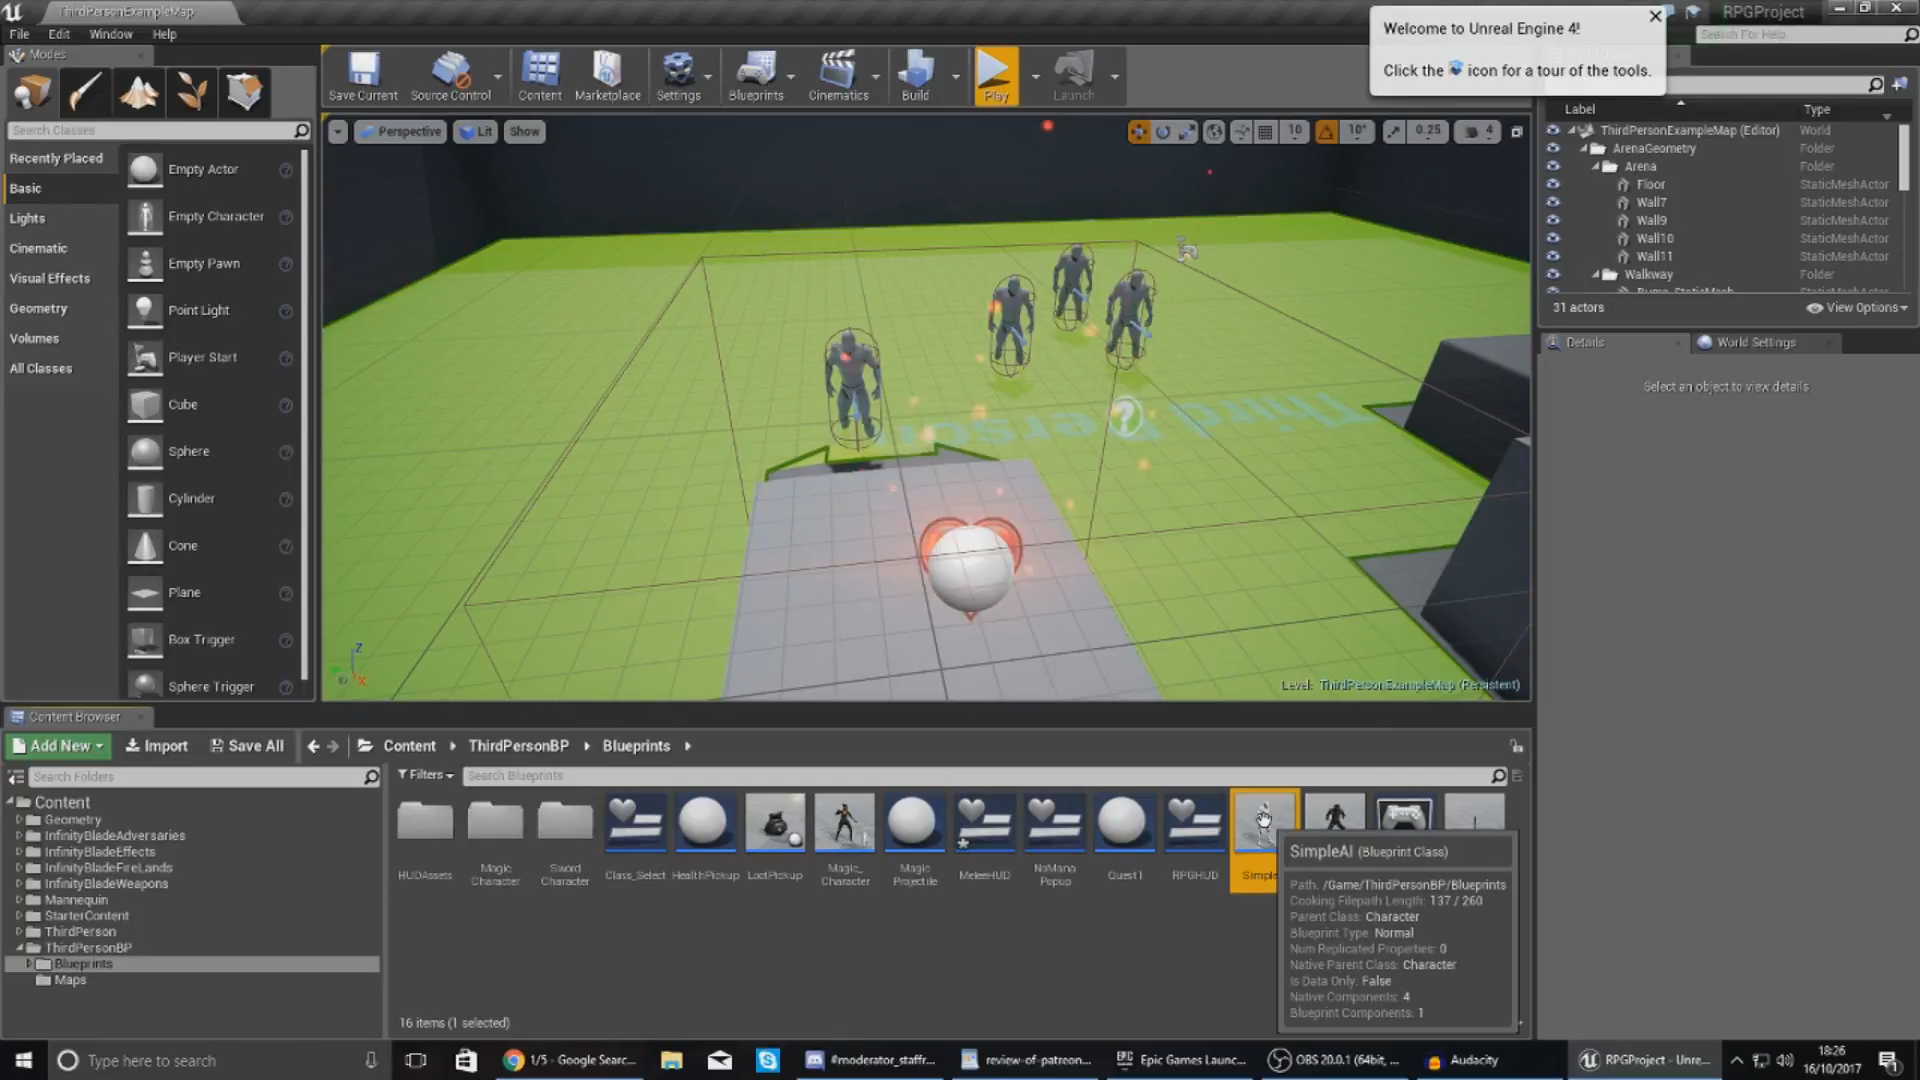 ThirdPersonExampleMap
RPGProject
File Edit Window Help
Search For Help
Welcome to Unreal Engine 4!
Click the icon for a tour of the tools.
Modes
Save Current
Source Control
Content
Marketplace
Settings
Blueprints
Cinematics
Build
Play
Launch
Search Classes
Recently Placed
Basic
Lights
Cinematic
Visual Effects
Geometry
Volumes
All Classes
Empty Actor
Empty Character
Empty Pawn
Point Light
Player Start
Cube
Sphere
Cylinder
Cone
Plane
Box Trigger
Sphere Trigger
Perspective
Lit
Show
10
10°
0.25
4
Third Person
Level: ThirdPersonExampleMap (Persistent)
Label Type
ThirdPersonExampleMap (Editor) World
ArenaGeometry Folder
Arena Folder
Floor StaticMeshActor
Wall7 StaticMeshActor
Wall9 StaticMeshActor
Wall10 StaticMeshActor
Wall11 StaticMeshActor
Walkway Folder
31 actors
View Options
Details
World Settings
Select an object to view details
Content Browser
Add New
Import
Save All
Content
ThirdPersonBP
Blueprints
Search Folders
Filters
Search Blueprints
Content
Geometry
InfinityBladeAdversaries
InfinityBladeEffects
InfinityBladeFireLands
InfinityBladeWeapons
Mannequin
StarterContent
ThirdPerson
ThirdPersonBP
Blueprints
Maps
HUDAssets
Magic Character
Sword Character
Class_Select
HealthPickup
LootPickup
Magic_Character
Magic Projectile
MeleeHUD
NoMana Popup
Quest1
RPGHUD
Simple
SimpleAI (Blueprint Class)
Path: /Game/ThirdPersonBP/Blueprints
Cooking Filepath Length: 137 / 260
Parent Class: Character
Blueprint Type: Normal
Num Replicated Properties: 0
Native Parent Class: Character
Is Data Only: False
Native Components: 4
Blueprint Components: 1
16 items (1 selected)
Type here to search
1/5 - Google Searc...
#moderator_staffr...
review-of-patreon...
Epic Games Launc...
OBS 20.0.1 (64bit, ...
Audacity
RPGProject - Unre...
18:26
16/10/2017